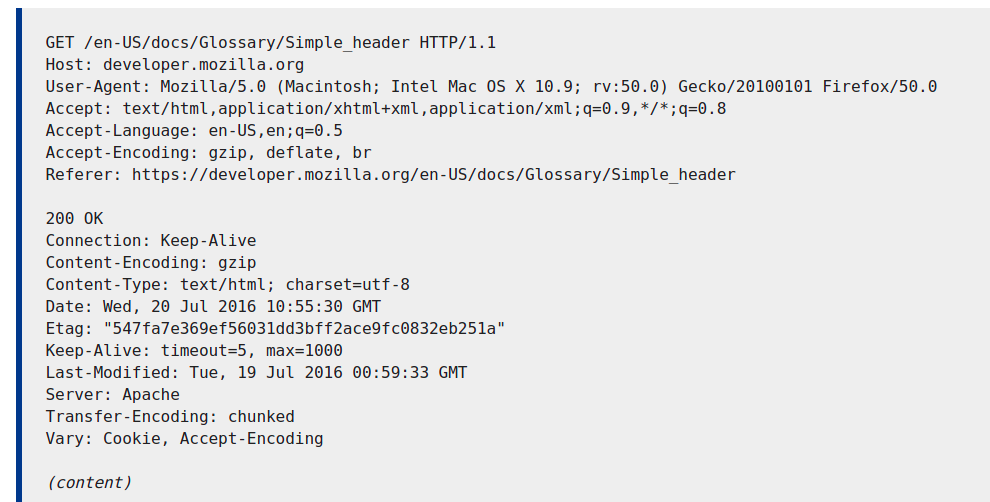 GET /en-US/docs/Glossary/Simple_header HTTP/1.1
Host: developer.mozilla.org
User-Agent: Mozilla/5.0 (Macintosh; Intel Mac OS X 10.9; rv:50.0) Gecko/20100101 Firefox/50.0
Accept: text/html,application/xhtml+xml,application/xml;q=0.9,*/*;q=0.8
Accept-Language: en-US,en;q=0.5
Accept-Encoding: gzip, deflate, br
Referer: https://developer.mozilla.org/en-US/docs/Glossary/Simple_header

200 OK
Connection: Keep-Alive
Content-Encoding: gzip
Content-Type: text/html; charset=utf-8
Date: Wed, 20 Jul 2016 10:55:30 GMT
Etag: "547fa7e369ef56031dd3bff2ace9fc0832eb251a"
Keep-Alive: timeout=5, max=1000
Last-Modified: Tue, 19 Jul 2016 00:59:33 GMT
Server: Apache
Transfer-Encoding: chunked
Vary: Cookie, Accept-Encoding

(content)